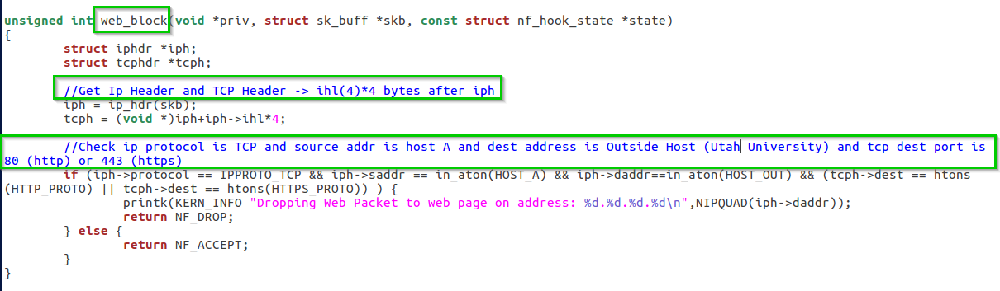 unsigned int web_block(void *priv, struct sk_buff *skb, const struct nf_hook_state *state)
{
        struct iphdr *iph;
        struct tcphdr *tcph;

        //Get Ip Header and TCP Header -> ihl(4)*4 bytes after iph
        iph = ip_hdr(skb);
        tcph = (void *)iph+iph->ihl*4;

        //Check ip protocol is TCP and source addr is host A and dest address is Outside Host (Utah University) and tcp dest port is
80 (http) or 443 (https)
        if (iph->protocol == IPPROTO_TCP && iph->saddr == in_aton(HOST_A) && iph->daddr==in_aton(HOST_OUT) && (tcph->dest == htons
(HTTP_PROTO) || tcph->dest == htons(HTTPS_PROTO)) ) {
                printk(KERN_INFO "Dropping Web Packet to web page on address: %d.%d.%d.%d\n",NIPQUAD(iph->daddr));
                return NF_DROP;
        } else {
                return NF_ACCEPT;
        }
}